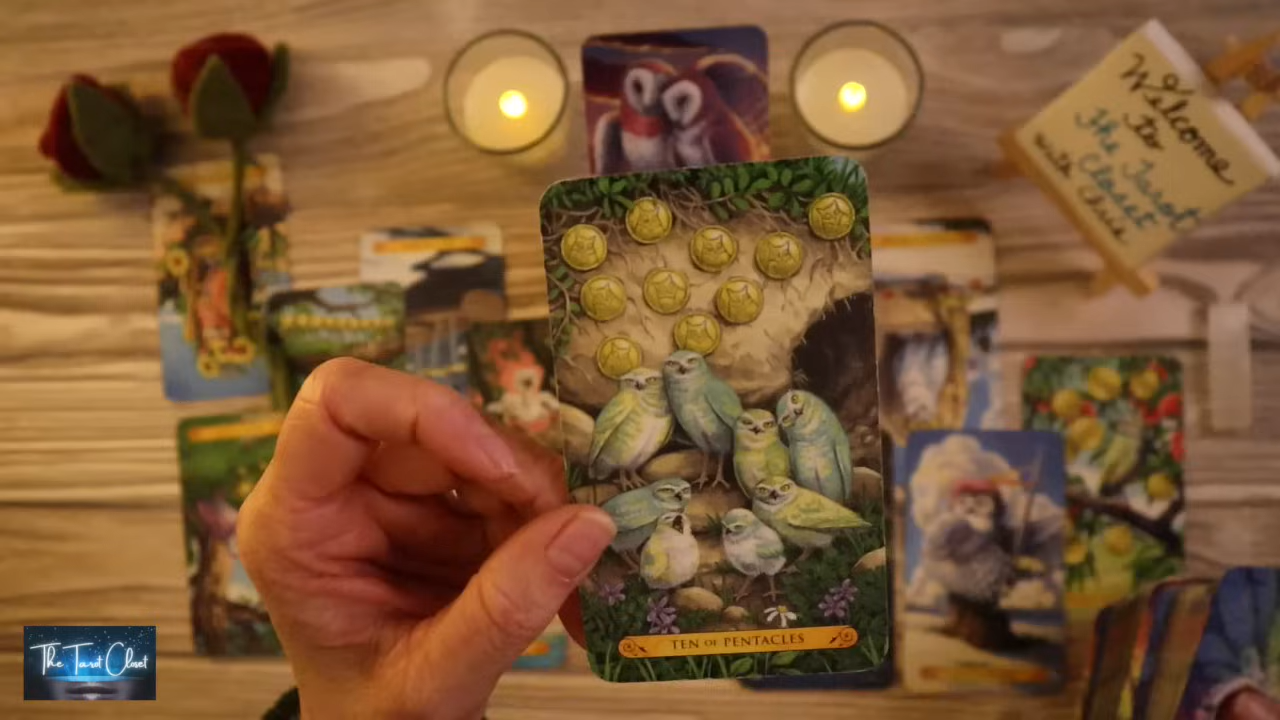 Welcome
to
The Tarot
Closet
with Chris
TEN OF PENTACLES
The Tarot Closet